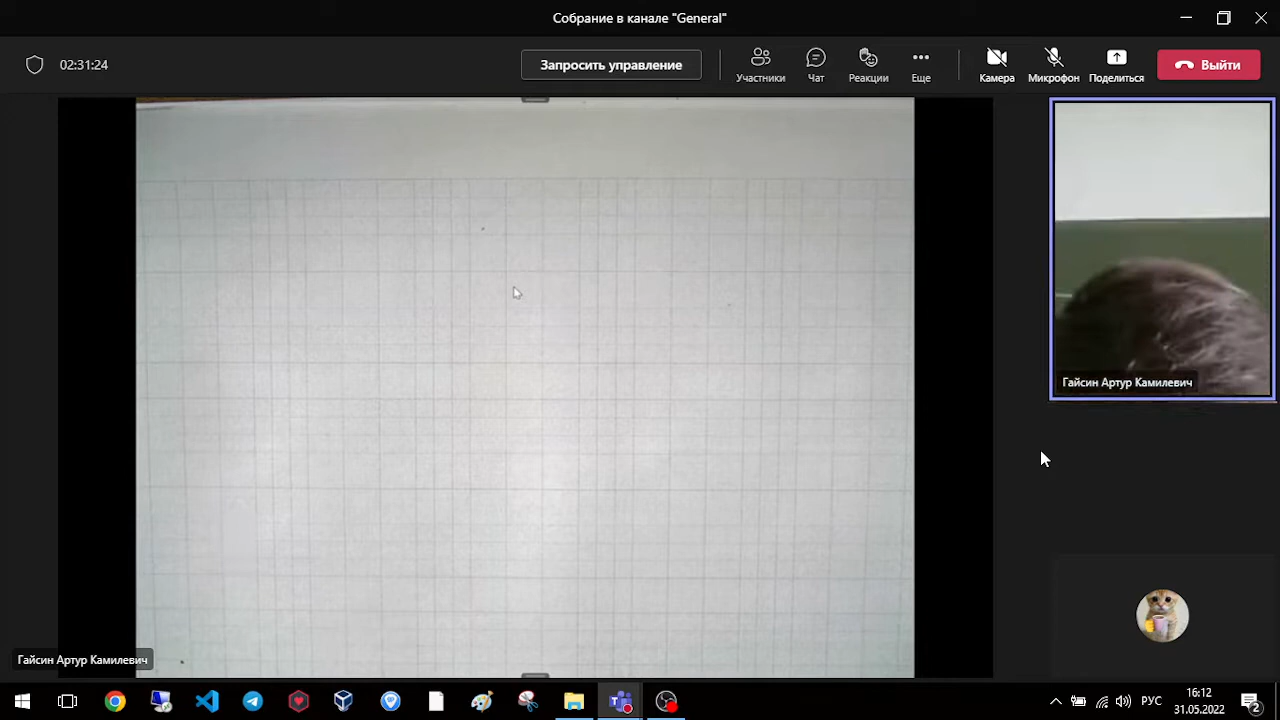 Собрание в канале "General"
02:31:24
Запросить управление
Участники
Чат
Реакции
Еще
Камера
Микрофон
Поделиться
Выйти
Гайсин Артур Камилевич
Гайсин Артур Камилевич
РУС
16:12
31.05.2022
2